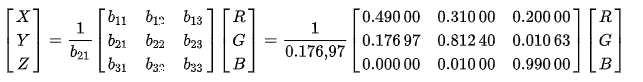 [X Y Z] = 1/b21 [b11 b12 b13; b21 b22 b23; b31 b32 b33] [R G B] = 1/0.176,97 [0.490 00 0.310 00 0.200 00; 0.176 97 0.812 40 0.010 63; 0.000 00 0.010 00 0.990 00] [R G B]